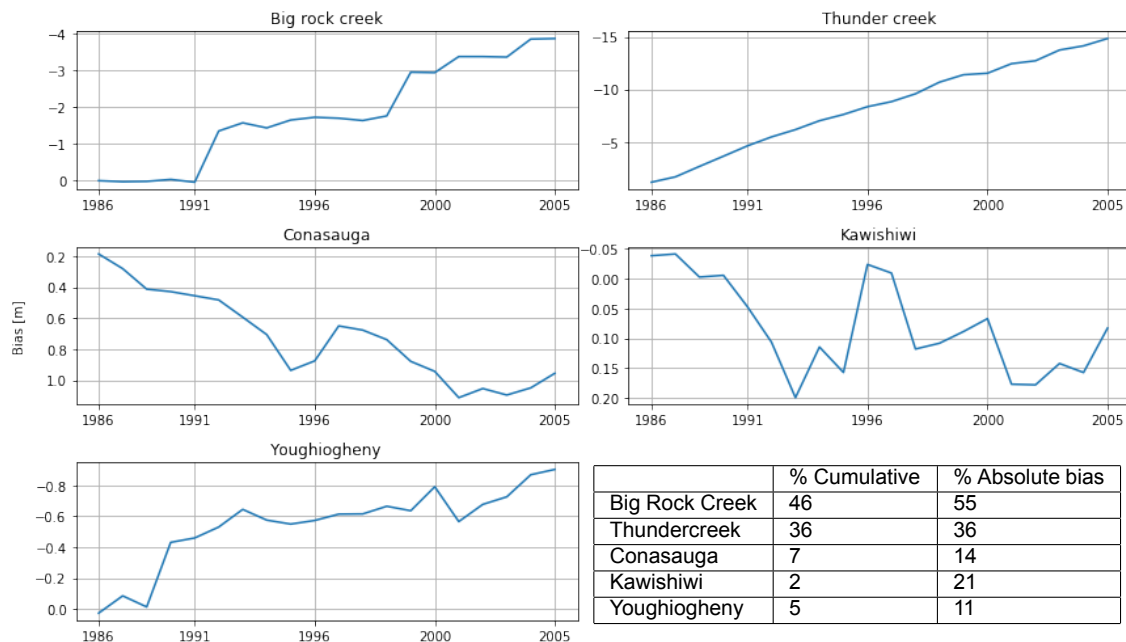 Big rock creek
−4
−3
−2
−1
0
1986 1991 1996 2000 2005
Thunder creek
−15
−10
−5
1986 1991 1996 2000 2005
Conasauga
0.2
0.4
0.6
0.8
1.0
Bias [m]
1986 1991 1996 2000 2005
Kawishiwi
−0.05
0.00
0.05
0.10
0.15
0.20
1986 1991 1996 2000 2005
Youghiogheny
−0.8
−0.6
−0.4
−0.2
0.0
1986 1991 1996 2000 2005
% Cumulative % Absolute bias
Big Rock Creek 46 55
Thundercreek 36 36
Conasauga 7 14
Kawishiwi 2 21
Youghiogheny 5 11